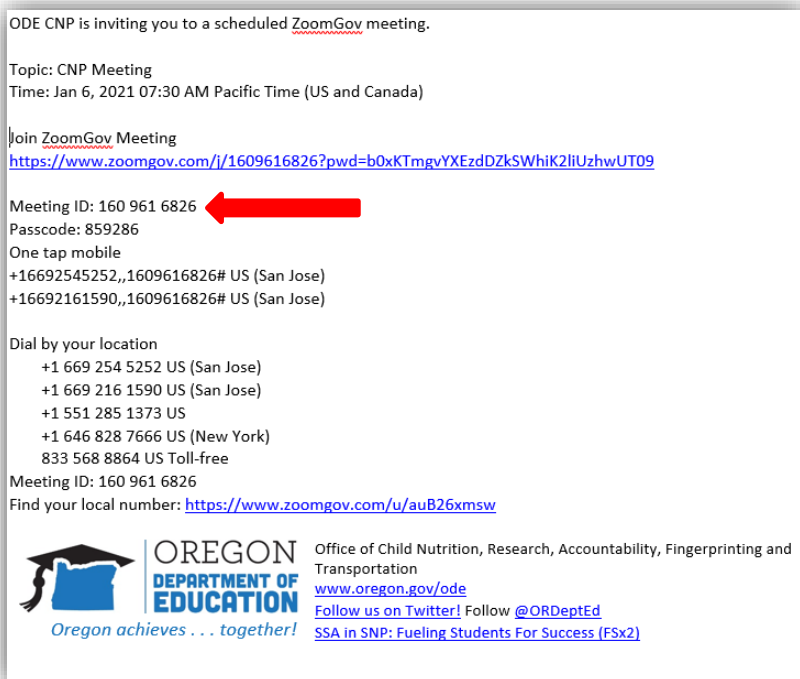 ODE CNP is inviting you to a scheduled ZoomGov meeting.
Topic: CNP Meeting
Time: Jan 6, 2021 07:30 AM Pacific Time (US and Canada)
Join ZoomGov Meeting
https://www.zoomgov.com/j/1609616826?pwd=b0xKTmgvYXEzdDZkSWhiK2liUzhwUT09
Meeting ID: 160 961 6826
Passcode: 859286
One tap mobile
+16692545252,,1609616826# US (San Jose)
+16692161590,,1609616826# US (San Jose)
Dial by your location
+1 669 254 5252 US (San Jose)
+1 669 216 1590 US (San Jose)
+1 551 285 1373 US
+1 646 828 7666 US (New York)
833 568 8864 US Toll-free
Meeting ID: 160 961 6826
Find your local number: https://www.zoomgov.com/u/auB26xmsw
OREGON
DEPARTMENT OF
EDUCATION
Oregon achieves . . . together!
Office of Child Nutrition, Research, Accountability, Fingerprinting and
Transportation
www.oregon.gov/ode
Follow us on Twitter! Follow @ORDeptEd
SSA in SNP: Fueling Students For Success (FSx2)